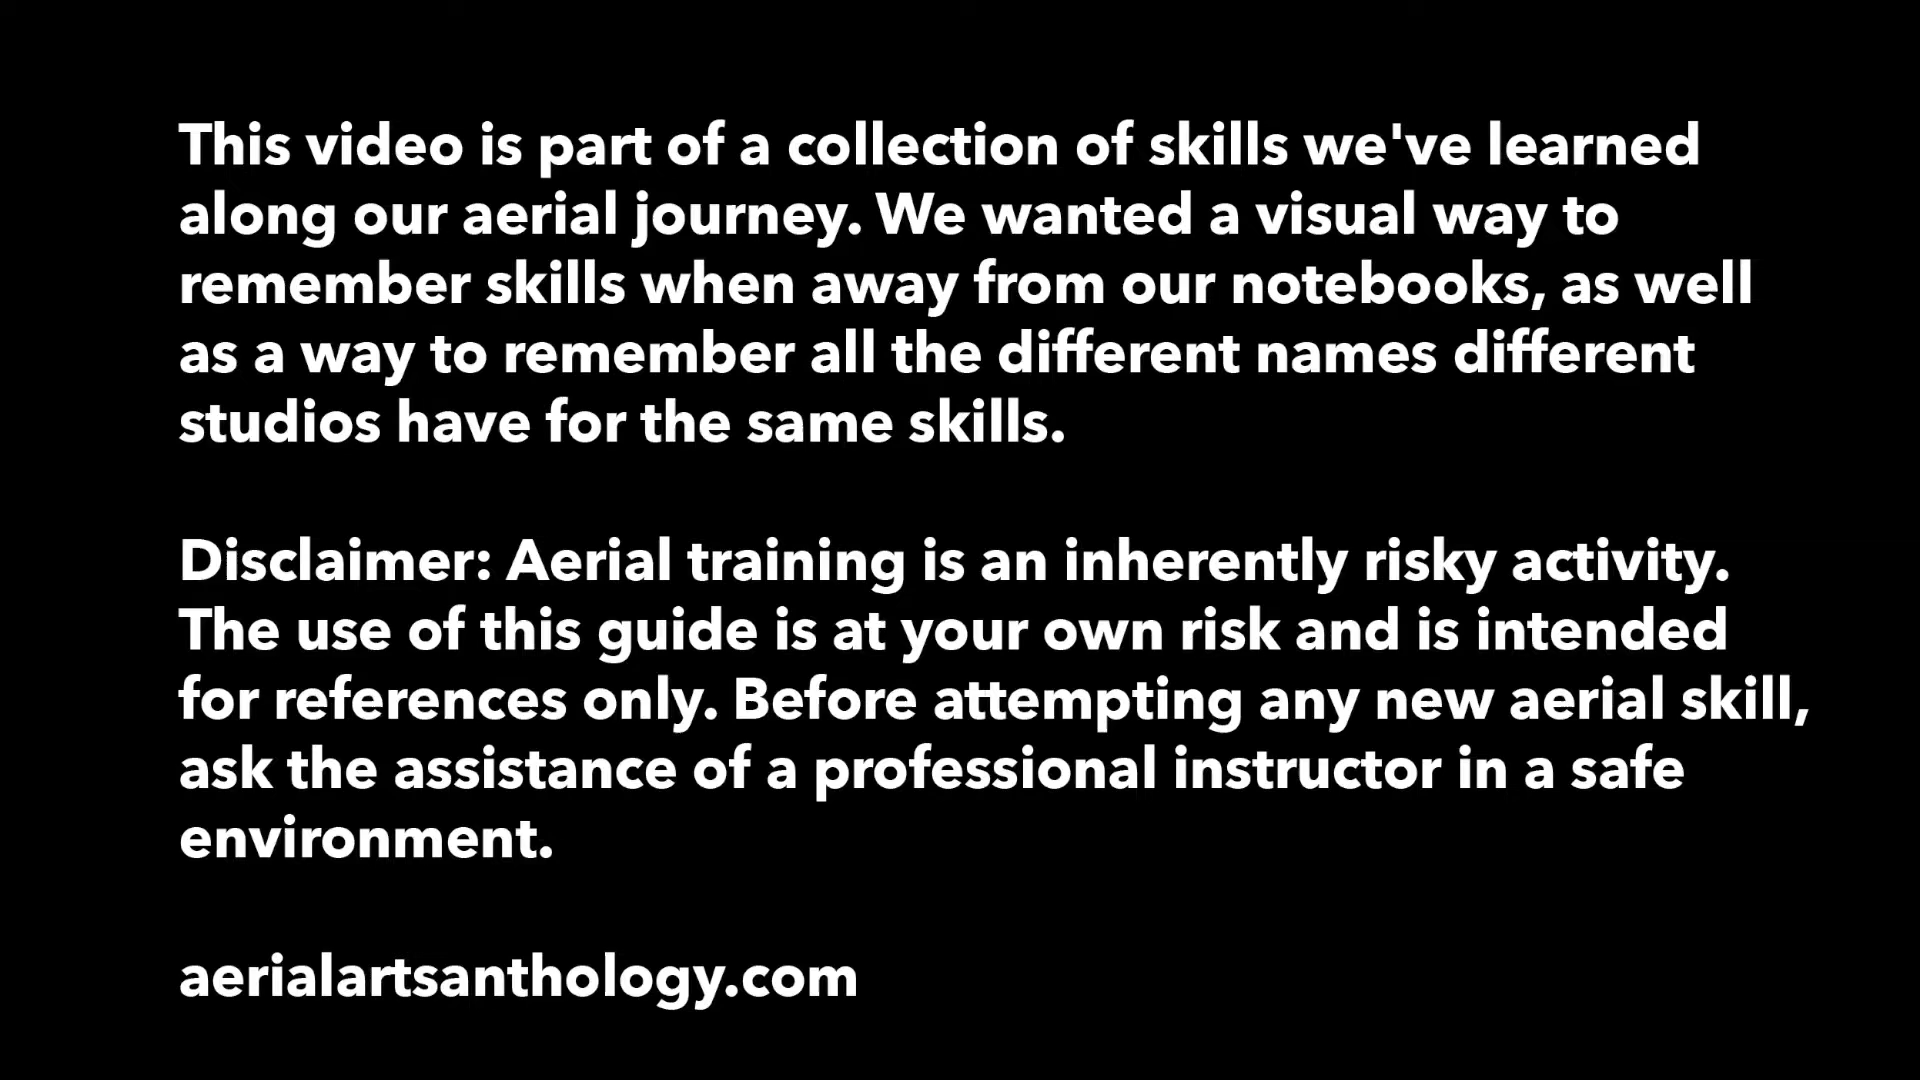 This video is part of a collection of skills we've learned
along our aerial journey. We wanted a visual way to
remember skills when away from our notebooks, as well
as a way to remember all the different names different
studios have for the same skills.
Disclaimer: Aerial training is an inherently risky activity.
The use of this guide is at your own risk and is intended
for references only. Before attempting any new aerial skill,
ask the assistance of a professional instructor in a safe
environment.
aerialartsanthology.com